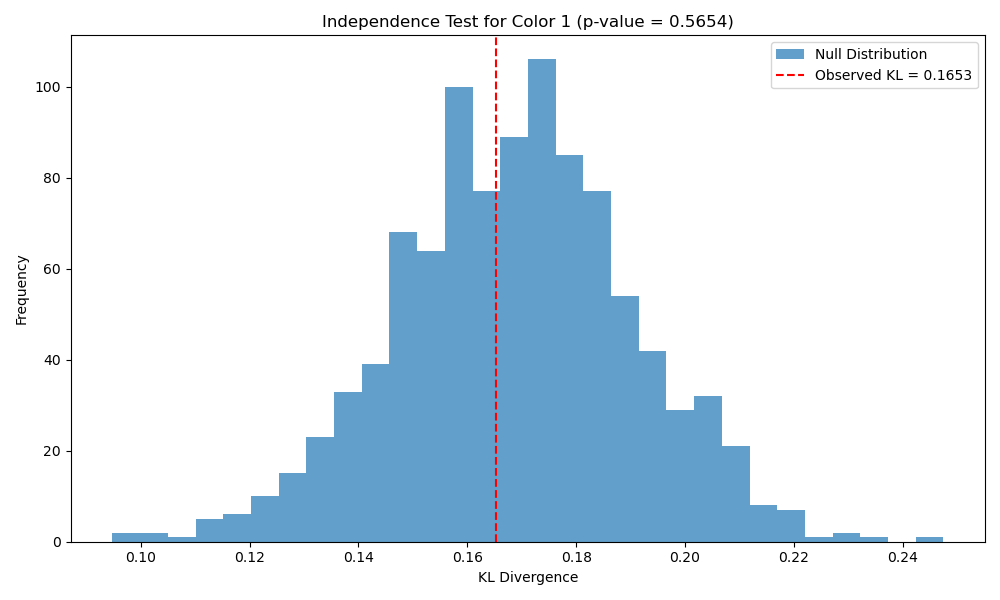 Independence Test for Color 1 (p-value = 0.5654)
Null Distribution
Observed KL = 0.1653
Frequency
100
80
60
40
20
0
0.10 0.12 0.14 0.16 0.18 0.20 0.22 0.24
KL Divergence